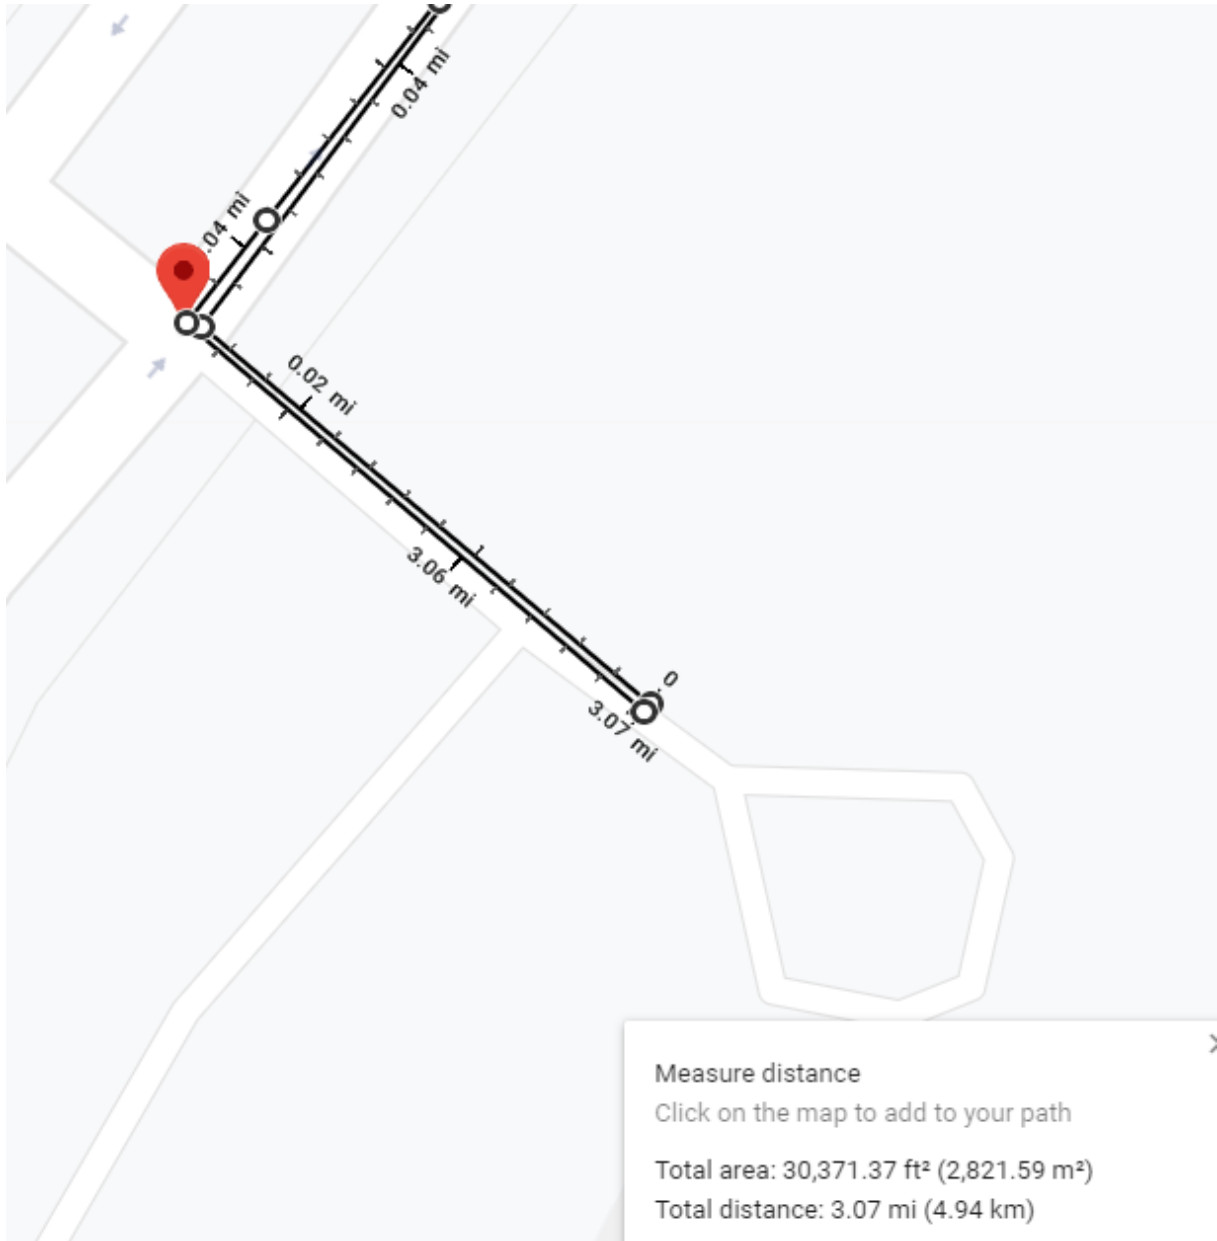 0.04 mi
.04 mi
0.02 mi
3.06 mi
0
3.07 mi
Measure distance
Click on the map to add to your path
Total area: 30,371.37 ft² (2,821.59 m²)
Total distance: 3.07 mi (4.94 km)